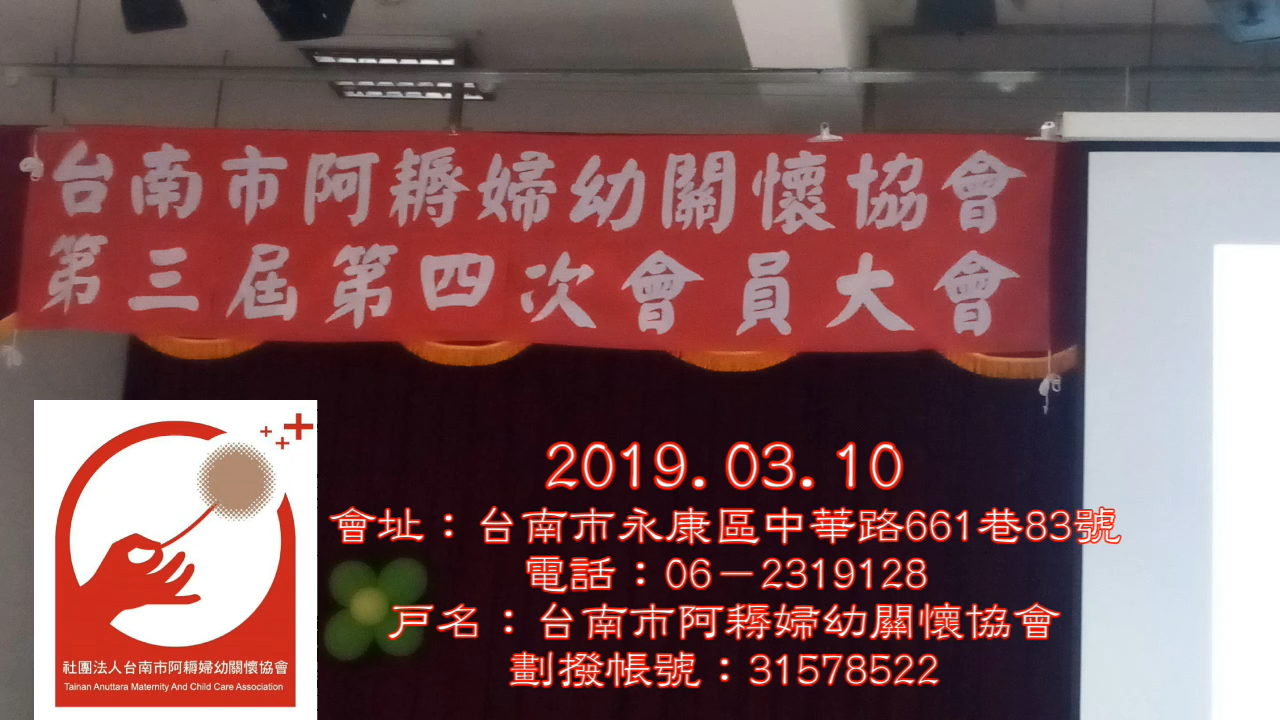 台南市阿耨婦幼關懷協會
第三屆第四次會員大會
2019.03.10
會址：台南市永康區中華路661巷83號
電話：06－2319128
戶名：台南市阿耨婦幼關懷協會
劃撥帳號：31578522
社團法人台南市阿耨婦幼關懷協會
Tainan Anuttara Maternity And Child Care Association